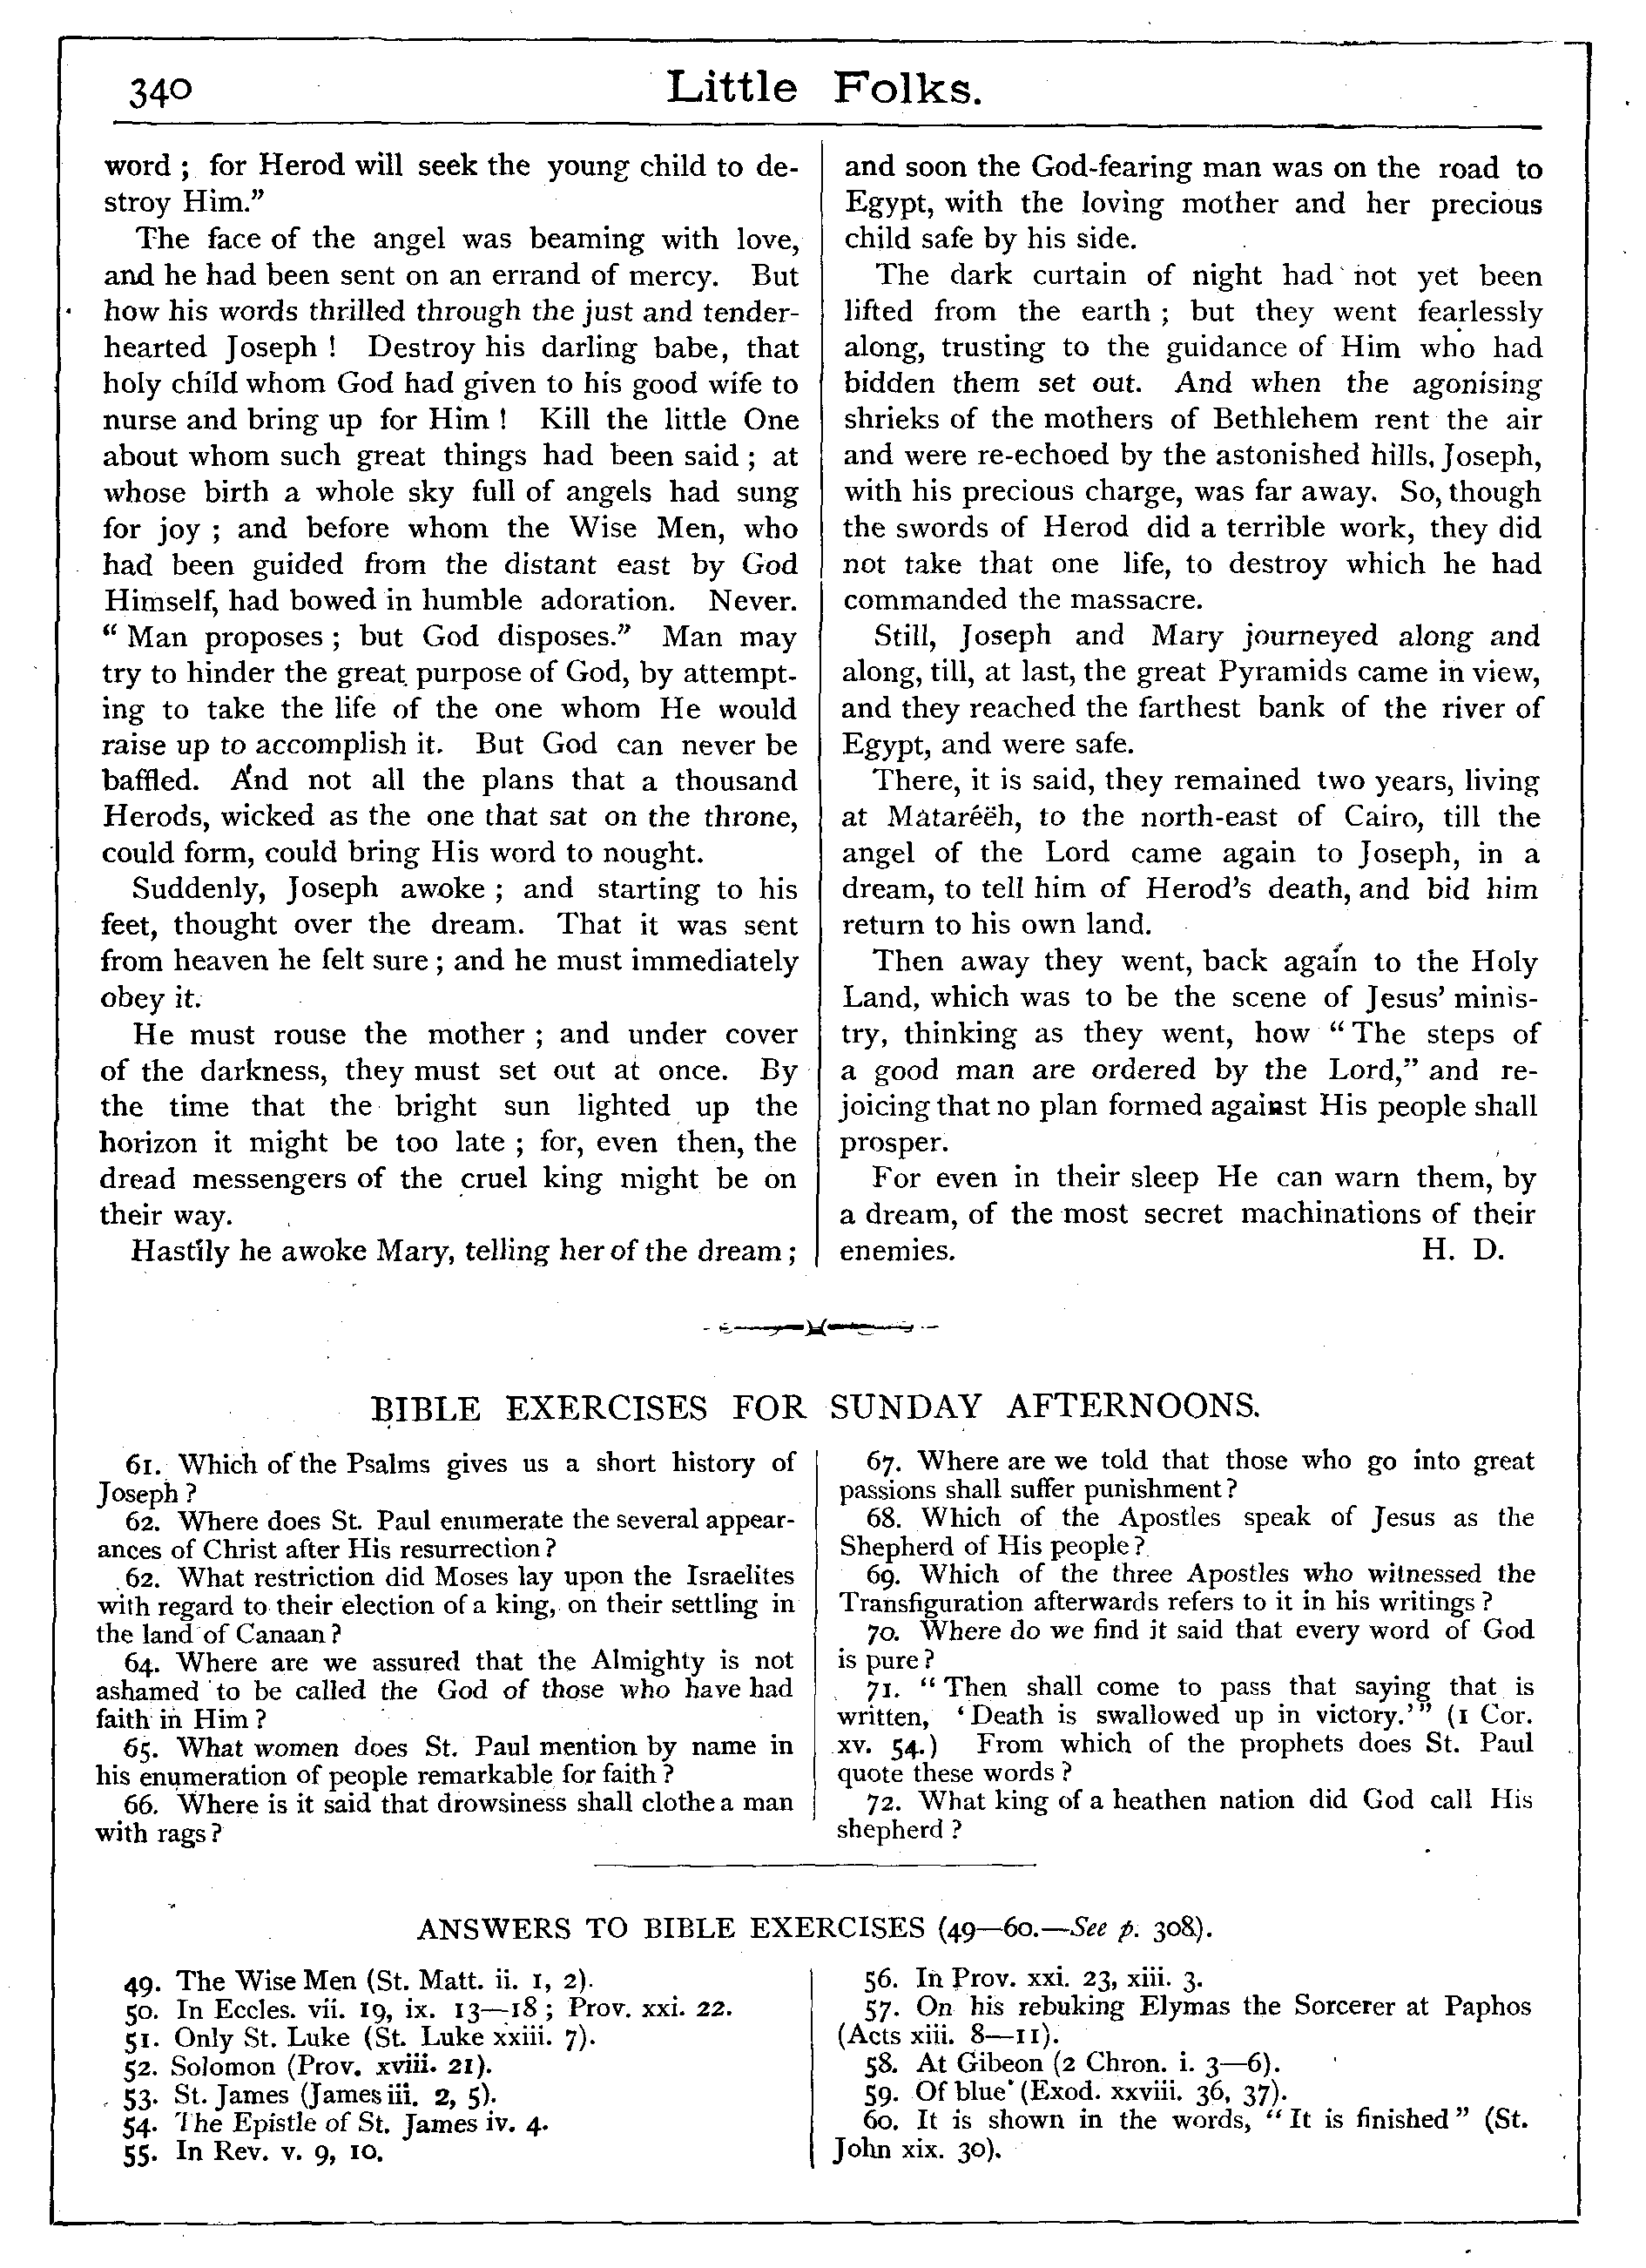 340
Little Folks.
word ; for Herod will seek the young child to de-
stroy Him.”
The face of the angel was beaming with love,
and he had been sent on an errand of mercy. But
how his words thrilled through the just and tender-
hearted Joseph ! Destroy his darling babe, that
holy child whom God had given to his good wife to
nurse and bring up for Him ! Kill the little One
about whom such great things had been said ; at
whose birth a whole sky full of angels had sung
for joy ; and before whom the Wise Men, who
had been guided from the distant east by God
Himself, had bowed in humble adoration. Never.
“ Man proposes ; but God disposes.” Man may
try to hinder the great purpose of God, by attempt-
ing to take the life of the one whom He would
raise up to accomplish it. But God can never be
baffled. And not all the plans that a thousand
Herods, wicked as the one that sat on the throne,
could form, could bring His word to nought.
Suddenly, Joseph awoke ; and starting to his
feet, thought over the dream. That it was sent
from heaven he felt sure ; and he must immediately
obey it.
He must rouse the mother ; and under cover
of the darkness, they must set out at once. By
the time that the bright sun lighted up the
horizon it might be too late ; for, even then, the
dread messengers of the cruel king might be on
their way.
Hastily he awoke Mary, telling her of the dream ;
and soon the God-fearing man was on the road to
Egypt, with the loving mother and her precious
child safe by his side.
The dark curtain of night had not yet been
lifted from the earth ; but they went fearlessly
along, trusting to the guidance of Him who had
bidden them set out. And when the agonising
shrieks of the mothers of Bethlehem rent the air
and were re-echoed by the astonished hills, Joseph,
with his precious charge, was far away. So, though
the swords of Herod did a terrible work, they did
not take that one life, to destroy which he had
commanded the massacre.
Still, Joseph and Mary journeyed along and
along, till, at last, the great Pyramids came in view,
and they reached the farthest bank of the river of
Egypt, and were safe.
There, it is said, they remained two years, living
at Mataréëh, to the north-east of Cairo, till the
angel of the Lord came again to Joseph, in a
dream, to tell him of Herod’s death, and bid him
return to his own land.
Then away they went, back again to the Holy
Land, which was to be the scene of Jesus’ minis-
try, thinking as they went, how “ The steps of
a good man are ordered by the Lord,” and re-
joicing that no plan formed against His people shall
prosper.
For even in their sleep He can warn them, by
a dream, of the most secret machinations of their
enemies. H. D.
BIBLE EXERCISES FOR SUNDAY AFTERNOONS.
61. Which of the Psalms gives us a short history of
Joseph ?
62. Where does St. Paul enumerate the several appear-
ances of Christ after His resurrection ?
62. What restriction did Moses lay upon the Israelites
with regard to their election of a king, on their settling in
the land of Canaan ?
64. Where are we assured that the Almighty is not
ashamed to be called the God of those who have had
faith in Him ?
65. What women does St. Paul mention by name in
his enumeration of people remarkable for faith ?
66. Where is it said that drowsiness shall clothe a man
with rags ?
67. Where are we told that those who go into great
passions shall suffer punishment ?
68. Which of the Apostles speak of Jesus as the
Shepherd of His people ?
69. Which of the three Apostles who witnessed the
Transfiguration afterwards refers to it in his writings ?
70. Where do we find it said that every word of God
is pure ?
71. “ Then shall come to pass that saying that is
written, ‘ Death is swallowed up in victory.’ ” (1 Cor.
xv. 54.) From which of the prophets does St. Paul
quote these words ?
72. What king of a heathen nation did God call His
shepherd ?
ANSWERS TO BIBLE EXERCISES (49—60.—See p. 308).
49. The Wise Men (St. Matt. ii. 1, 2).
50. In Eccles. vii. 19, ix. 13—18 ; Prov. xxi. 22.
51. Only St. Luke (St. Luke xxiii. 7).
52. Solomon (Prov. xviii. 21).
53. St. James (James iii. 2, 5).
54. The Epistle of St. James iv. 4.
55. In Rev. v. 9, 10.
56. In Prov. xxi. 23, xiii. 3.
57. On his rebuking Elymas the Sorcerer at Paphos
(Acts xiii. 8—11).
58. At Gibeon (2 Chron. i. 3—6).
59. Of blue (Exod. xxviii. 36, 37).
60. It is shown in the words, “ It is finished ” (St.
John xix. 30).